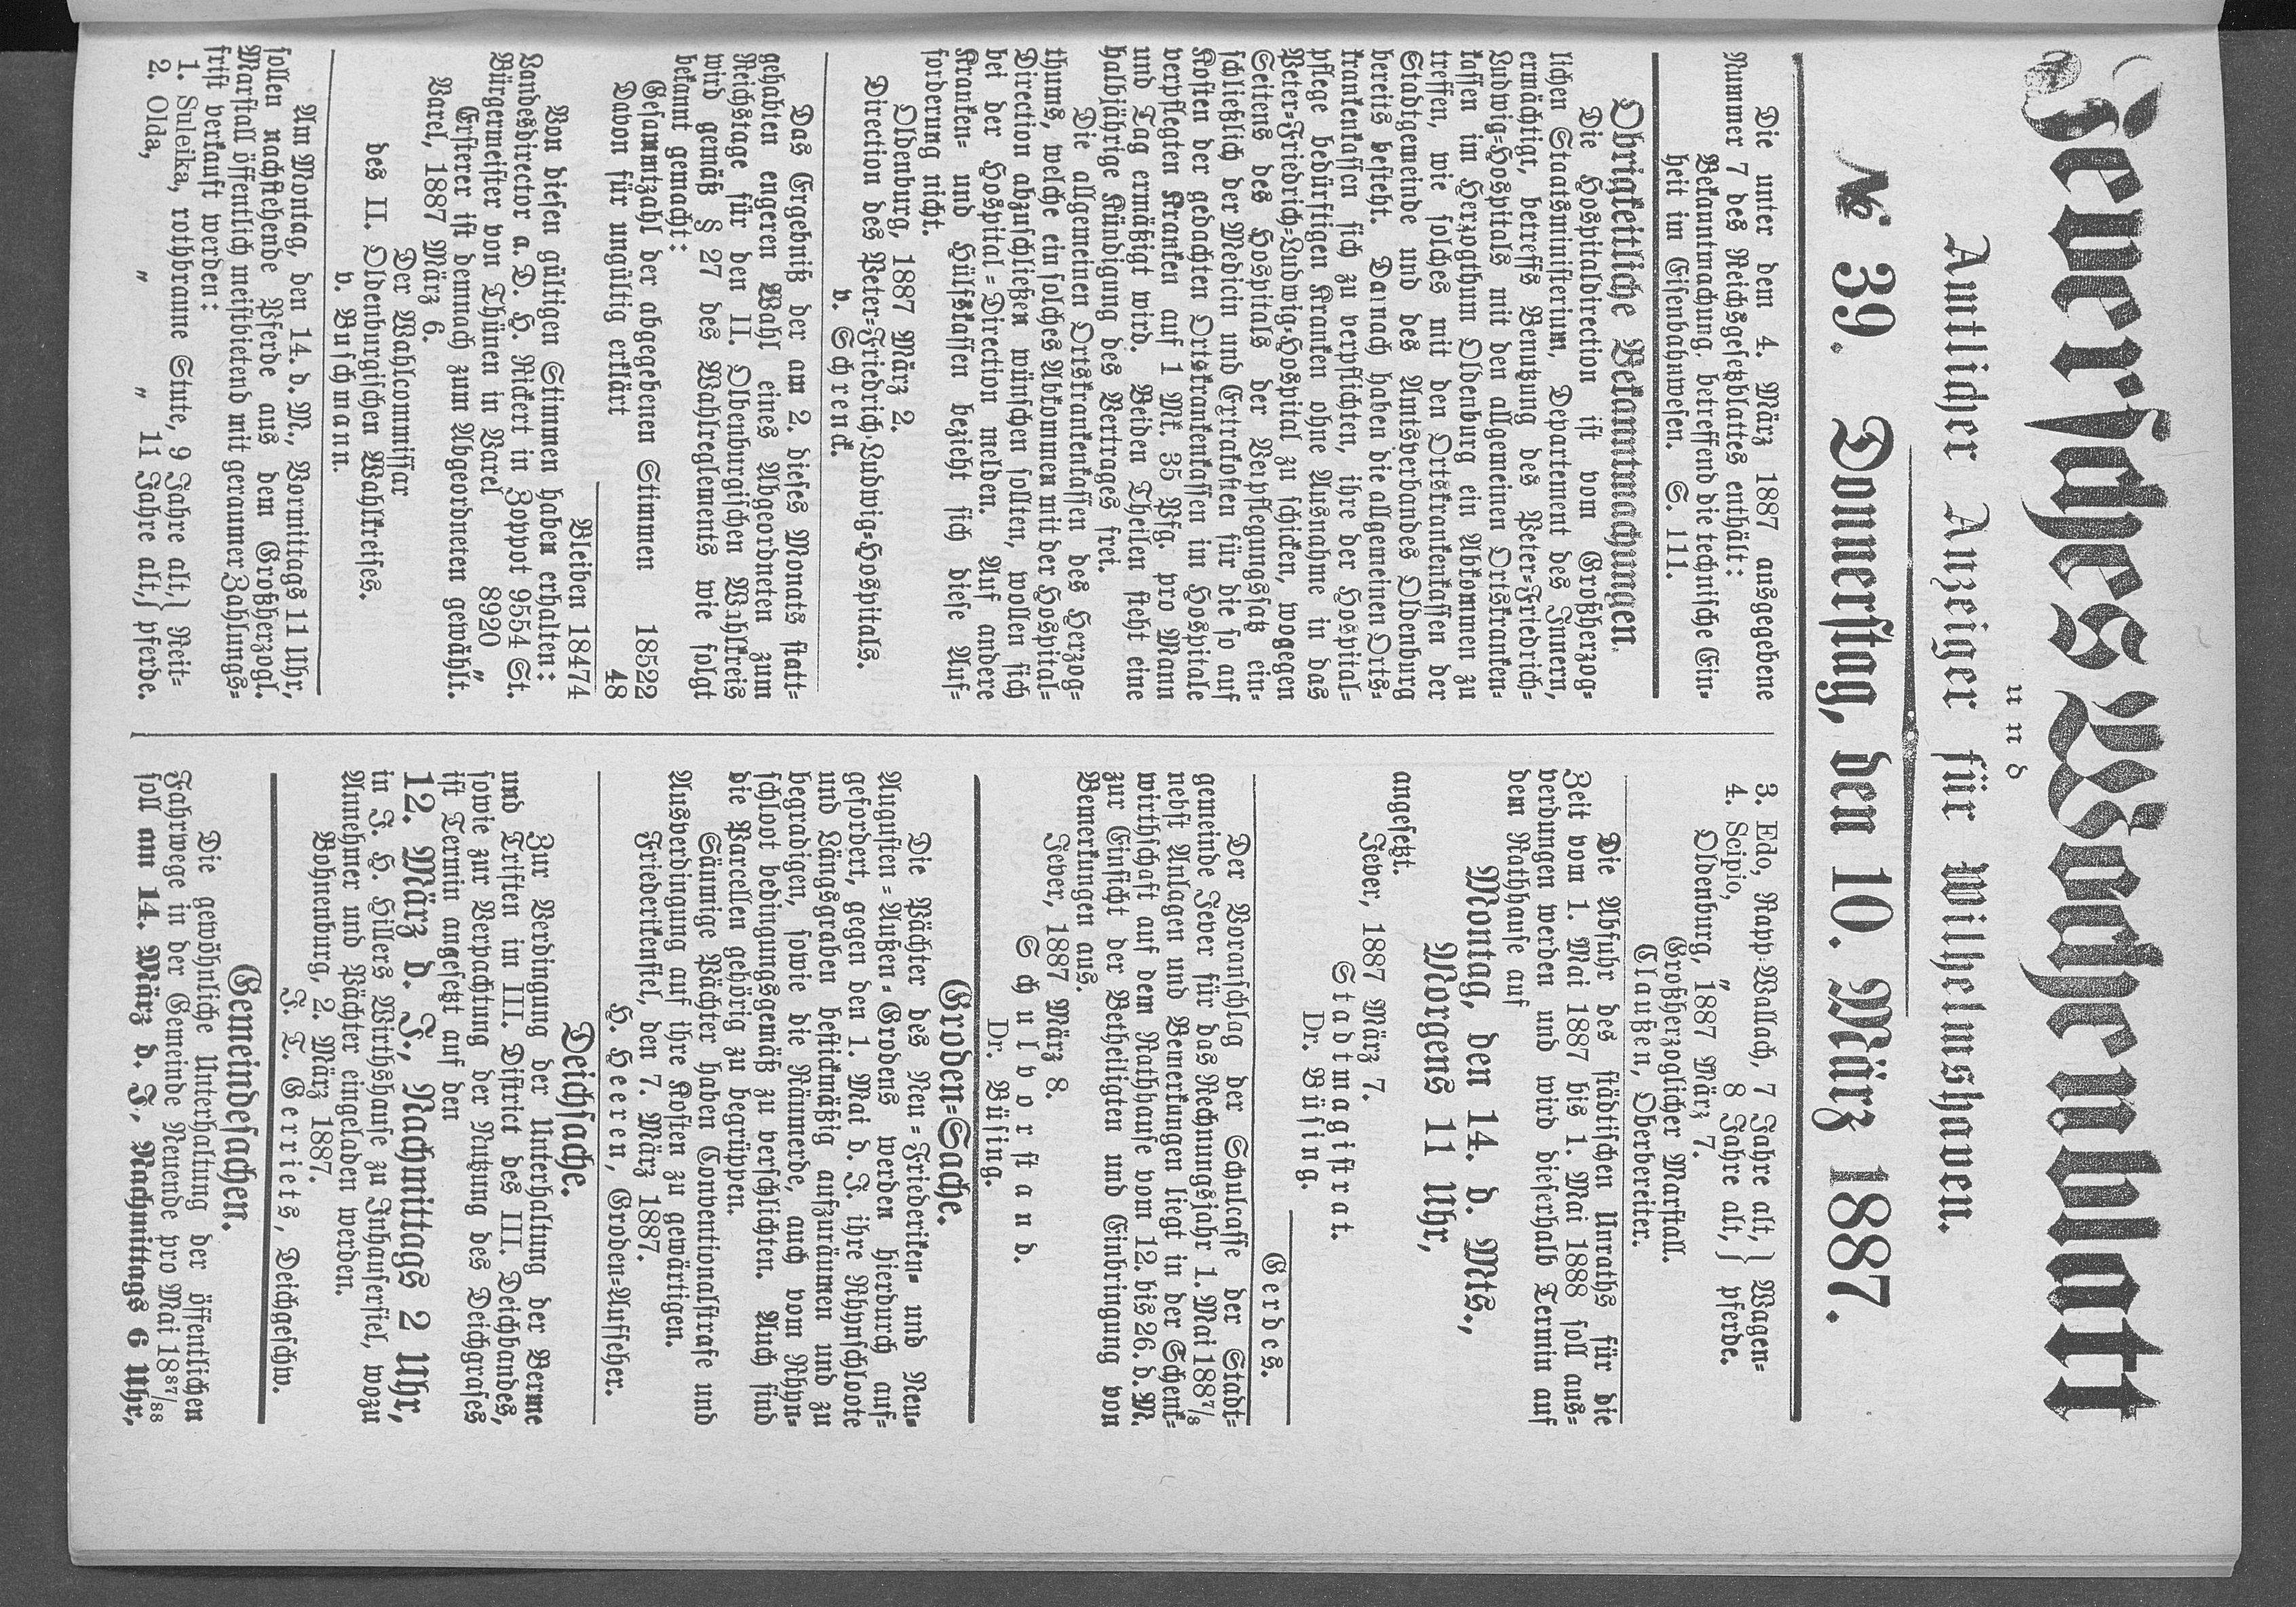 Jeversches Wochenblatt
und
Amtlicher Anzeiger für Wilhelmshaven.
№ 39. Donnerstag, den 10. März 1887.
Die unter dem 4. März 1887 ausgegebene
Nummer 7 des Reichsgesetzblattes enthält:
Bekanntmachung, betreffend die technische Ein-
heit im Eisenbahnwesen. S. 111.
Obrigkeitliche Bekanntmachungen.
Die Hospitaldirection ist vom Großherzog-
lichen Staatsministerium, Departement des Innern,
ermächtigt, betreffs Benutzung des Peter-Friedrich-
Ludwig-Hospitals mit den allgemeinen Ortskranken-
kassen im Herzogthum Oldenburg ein Abkommen zu
treffen, wie solches mit den Ortskrankenkassen der
Stadtgemeinde und des Amtsverbandes Oldenburg
bereits besteht. Darnach haben die allgemeinen Orts-
krankenkassen sich zu verpflichten, ihre der Hospital-
pflege bedürftigen Kranken ohne Ausnahme in das
Peter-Friedrich-Ludwig-Hospital zu schicken, wogegen
Seitens des Hospitals der Verpflegungssatz ein-
schließlich der Medicin und Extrakosten für die so auf
Kosten der gedachten Ortskrankenkassen im Hospitale
verpflegten Kranken auf 1 Mk. 35 Pfg. pro Mann
und Tag ermäßigt wird. Beiden Theilen steht eine
halbjährige Kündigung des Vertrages frei.
Die allgemeinen Ortskrankenkassen des Herzog-
thums, welche ein solches Abkommen mit der Hospital-
Direction abzuschließen wünschen sollten, wollen sich
bei der Hospital-Direction melden. Auf andere
Kranken- und Hülfskassen bezieht sich diese Auf-
forderung nicht.
Oldenburg, 1887 März 2.
Direction des Peter-Friedrich-Ludwig-Hospitals.
v. Schrenck.
Das Ergebniß der am 2. dieses Monats statt-
gehabten engeren Wahl eines Abgeordneten zum
Reichstage für den II. Oldenburgischen Wahlkreis
wird gemäß § 27 des Wahlreglements wie folgt
bekannt gemacht:
Gesammtzahl der abgegebenen Stimmen 18522
Davon für ungültig erklärt 48
Bleiben 18474
Von diesen gültigen Stimmen haben erhalten:
Landesdirector a. D. H. Rickert in Zoppot 9554 St.
Bürgermeister von Thünen in Varel 8920 „
Ersterer ist demnach zum Abgeordneten gewählt.
Varel, 1887 März 6.
Der Wahlcommissar
des II. Oldenburgischen Wahlkreises.
v. Buschmann.
Am Montag, den 14. d. M., Vormittags 11 Uhr,
sollen nachstehende Pferde aus dem Großherzogl.
Marstall öffentlich meistbietend mit geraumer Zahlungs-
frist verkauft werden:
1. Suleika, rothbraune Stute, 9 Jahre alt,} Reit-
2. Olda, „ „ 11 Jahre alt,} pferde.
3. Edo, Rapp-Wallach, 7 Jahre alt,} Wagen-
4. Scipio, „ 8 Jahre alt,} pferde.
Oldenburg, 1887 März 7.
Großherzoglicher Marstall.
Claußen, Oberbereiter.
Die Abfuhr des städtischen Unraths für die
Zeit vom 1. Mai 1887 bis 1. Mai 1888 soll aus-
verdungen werden und wird dieserhalb Termin auf
dem Rathhause auf
Montag, den 14. d. Mts.,
Morgens 11 Uhr,
angesetzt.
Jever, 1887 März 7.
Stadtmagistrat.
Dr. Büsing.
Gerdes.
Der Voranschlag der Schulcasse der Stadt-
gemeinde Jever für das Rechnungsjahr 1. Mai 1887/8
nebst Anlagen und Bemerkungen liegt in der Schenk-
wirthschaft auf dem Rathhause vom 12. bis 26. d. M.
zur Einsicht der Betheiligten und Einbringung von
Bemerkungen aus.
Jever, 1887 März 8.
Schulvorstand.
Dr. Büsing.
Groden-Sache.
Die Pächter des Neu-Friederiken- und Neu-
Augusten-Außen-Grodens werden hierdurch auf-
gefordert, gegen den 1. Mai d. J. ihre Rhynschloote
und Längsgraben bestickmäßig aufzuräumen und zu
begradigen, sowie die Räumerde, auch vom Rhyn-
schloot bedingungsgemäß zu verschlichten. Auch sind
die Parcellen gehörig zu begrüppen.
Säumige Pächter haben Conventionalstrafe und
Ausverdingung auf ihre Kosten zu gewärtigen.
Friederikensiel, den 7. März 1887.
H. Heeren, Groden-Aufseher.
Deichsache.
Zur Verdingung der Unterhaltung der Berme
und Triften im III. District des III. Deichbandes,
sowie zur Verpachtung der Nutzung des Deichgrases
ist Termin angesetzt auf den
12. März d. J., Nachmittags 2 Uhr,
in J. H. Hillers Wirthshause zu Inhausersiel, wozu
Annehmer und Pächter eingeladen werden.
Bohnenburg, 2. März 1887.
J. T. Gerriets, Deichgeschw.
Gemeindesachen.
Die gewöhnliche Unterhaltung der öffentlichen
Fahrwege in der Gemeinde Neuende pro Mai 1887/88
soll am 14. März d. J., Nachmittags 6 Uhr,